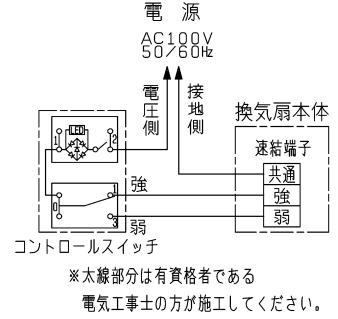 電 源
AC100V
50/60Hz
電圧側
接地側
換気扇本体
速結端子
共通
強
弱
LED
1
2
強
1
0
3
弱
コントロールスイッチ
※太線部分は有資格者である
電気工事士の方が施工してください。